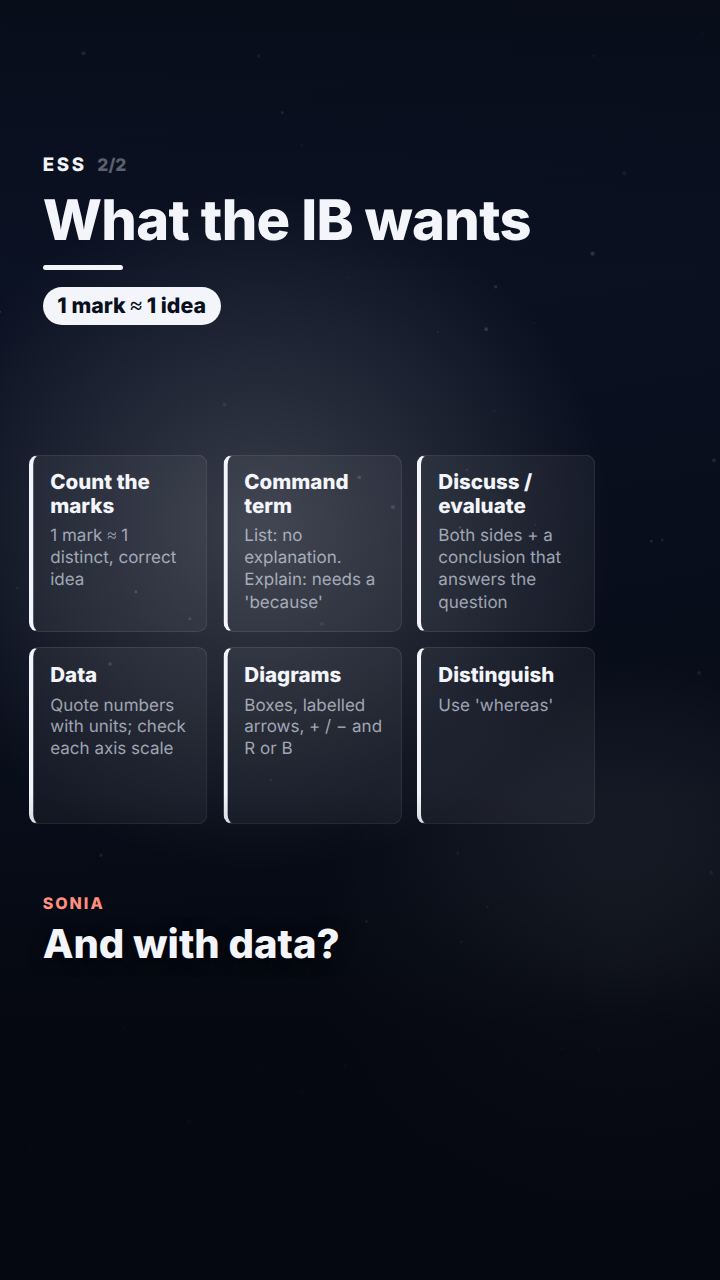 ESS 2/2
What the IB wants
1 mark ≈ 1 idea
Count the
marks
1 mark ≈ 1
distinct, correct
idea
Command
term
List: no
explanation.
Explain: needs a
'because'
Discuss /
evaluate
Both sides + a
conclusion that
answers the
question
Data
Quote numbers
with units; check
each axis scale
Diagrams
Boxes, labelled
arrows, + / − and
R or B
Distinguish
Use 'whereas'
SONIA
And with data?